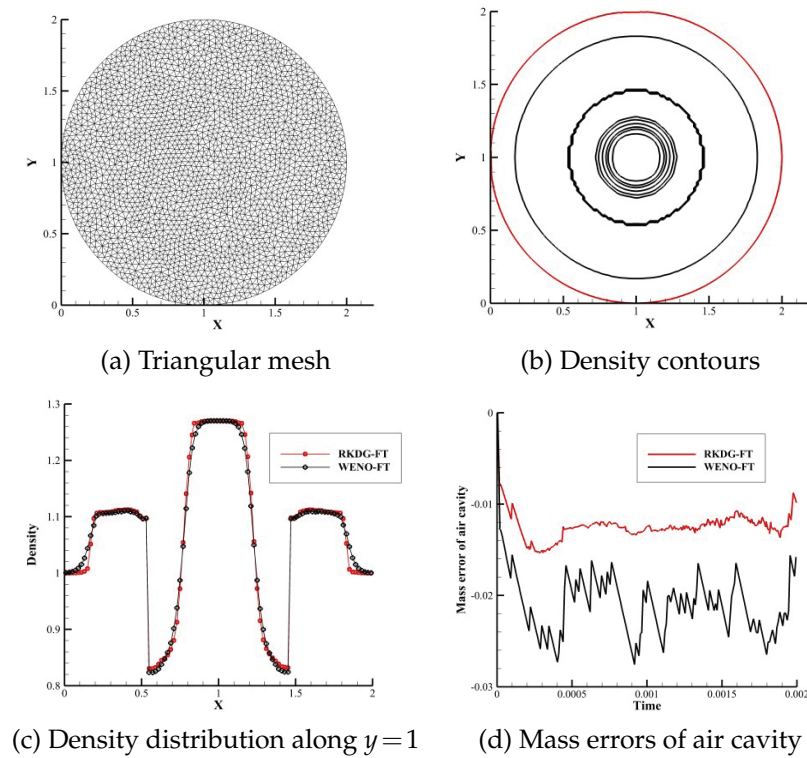 2
1.5
Y
1
0.5
0
0
0.5
1
1.5
2
X
(a) Triangular mesh
2
1.5
Y
1
0.5
0
0
0.5
1
1.5
2
X
(b) Density contours
1.3
1.2
1.1
Density
1
0.9
0.8
0
0.5
1
1.5
2
X
RKDG-FT
WENO-FT
(c) Density distribution along y=1
0
-0.01
Mass error of air cavity
-0.02
-0.03
0
0.0005
0.001
0.0015
0.002
Time
RKDG-FT
WENO-FT
(d) Mass errors of air cavity